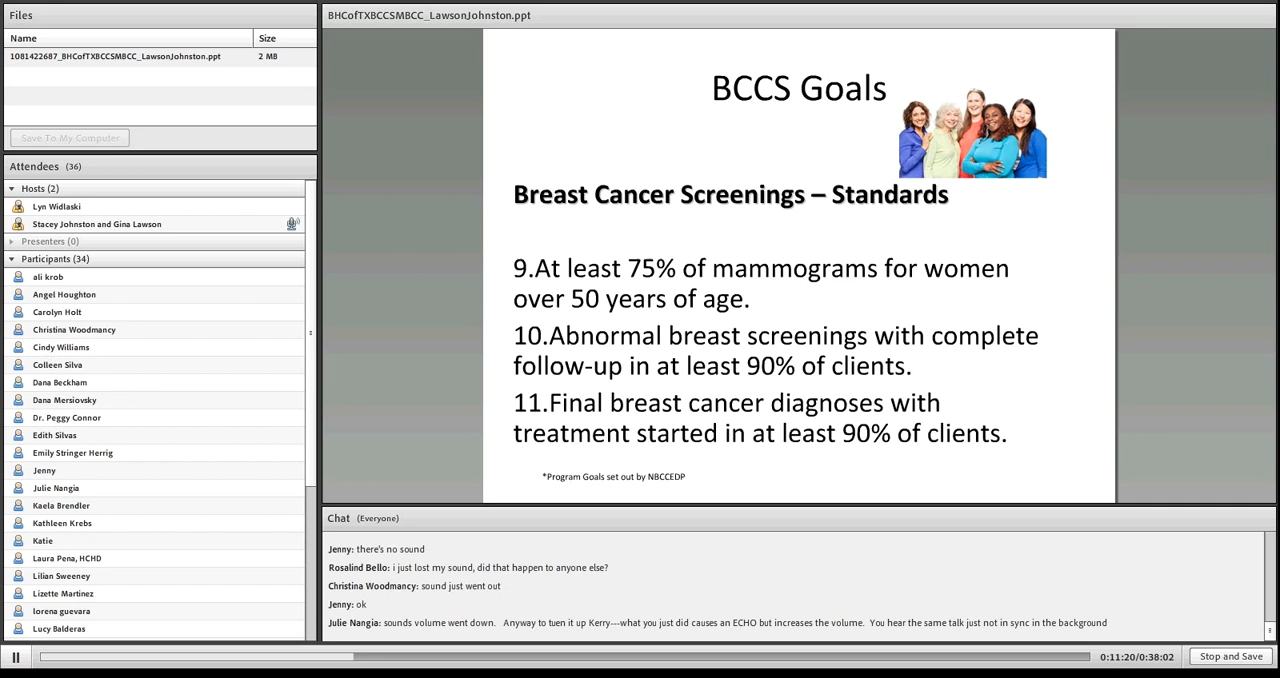 Files
Name Size
1081422687_BHCofTXBCCSMBCC_LawsonJohnston.ppt 2 MB
Save To My Computer
Attendees (36)
Hosts (2)
Lyn Widlaski
Stacey Johnston and Gina Lawson
Presenters (0)
Participants (34)
ali krob
Angel Houghton
Carolyn Holt
Christina Woodmancy
Cindy Williams
Colleen Silva
Dana Beckham
Dana Mersiovsky
Dr. Peggy Connor
Edith Silvas
Emily Stringer Herrig
Jenny
Julie Nangia
Kaela Brendler
Kathleen Krebs
Katie
Laura Pena, HCHD
Lilian Sweeney
Lizette Martinez
lorena guevara
Lucy Balderas
BHCofTXBCCSMBCC_LawsonJohnston.ppt
BCCS Goals
Breast Cancer Screenings – Standards
9.At least 75% of mammograms for women
over 50 years of age.
10.Abnormal breast screenings with complete
follow-up in at least 90% of clients.
11.Final breast cancer diagnoses with
treatment started in at least 90% of clients.
*Program Goals set out by NBCCEDP
Chat (Everyone)
Jenny: there's no sound
Rosalind Bello: i just lost my sound, did that happen to anyone else?
Christina Woodmancy: sound just went out
Jenny: ok
Julie Nangia: sounds volume went down. Anyway to tuen it up Kerry---what you just did causes an ECHO but increases the volume. You hear the same talk just not in sync in the background
0:11:20/0:38:02
Stop and Save